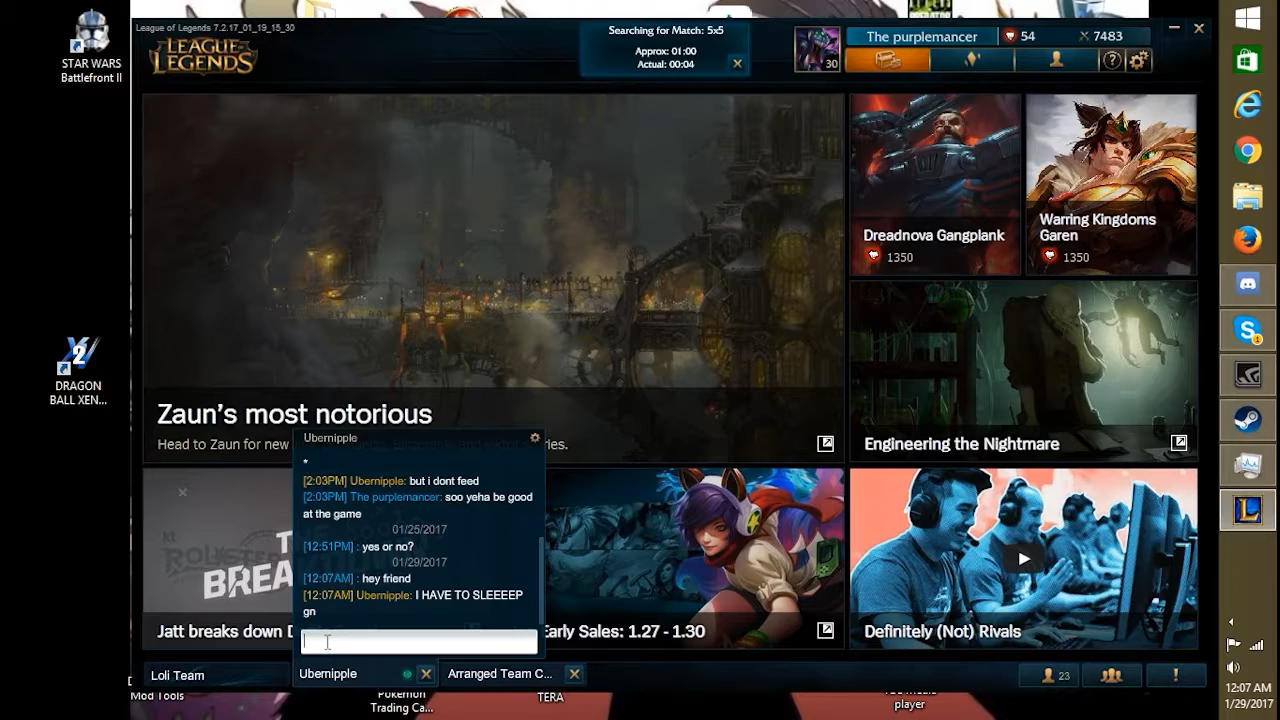 STAR WARS
Battlefront II
DRAGON
BALL XEN...
League of Legends 7.2.17_01_19_15_30
LEAGUE
LEGENDS
Searching for Match: 5x5
Approx: 01:00
Actual: 00:04
30
The purplemancer
54
7483
Zaun's most notorious
Head to Zaun for new
ries.
Dreadnova Gangplank
1350
Warring Kingdoms
Garen
1350
Engineering the Nightmare
kt
BREA
Jatt breaks down
Early Sales: 1.27 - 1.30
Definitely (Not) Rivals
Ubernipple
*
[2:03PM] Ubernipple: but i dont feed
[2:03PM] The purplemancer: soo yeha be good
at the game
01/25/2017
[12:51PM] : yes or no?
01/29/2017
[12:07AM] : hey friend
[12:07AM] Ubernipple: I HAVE TO SLEEEEP
gn
Loli Team
Ubernipple
Arranged Team C...
23
Mod Tools
Pokemon
Trading Ca...
TERA
player
12:07 AM
1/29/2017